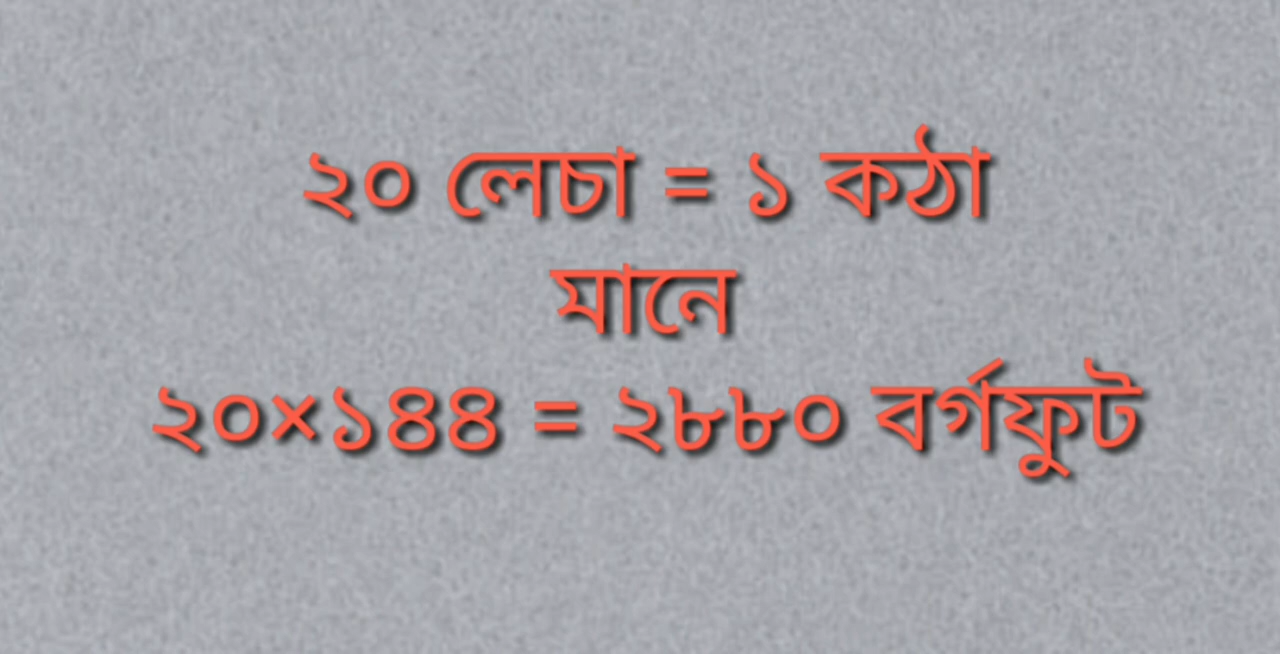 ২০ লেচা = ১ কঠা
মানে
২০×১৪৪ = ২৮৮০ বর্গফুট